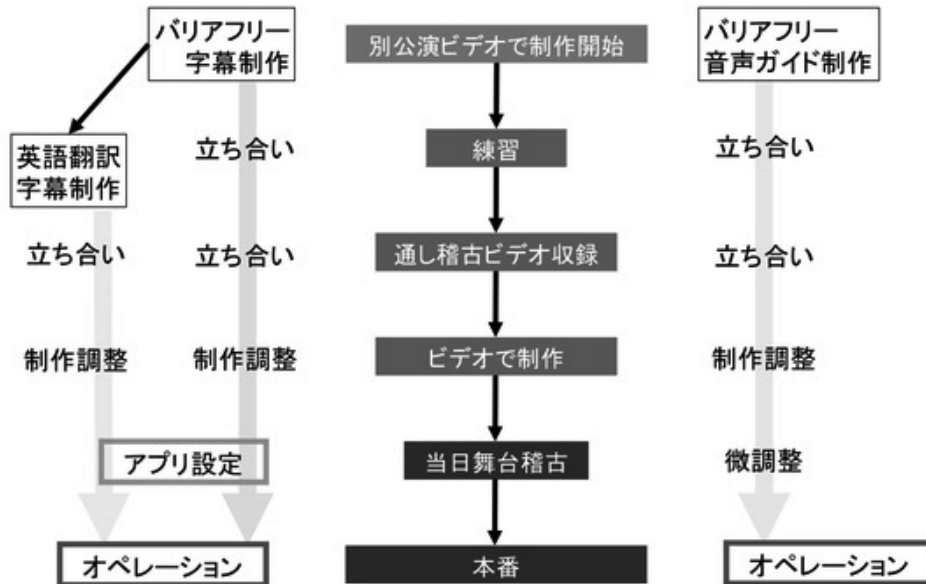 バリアフリー
字幕制作
別公演ビデオで制作開始
バリアフリー
音声ガイド制作
英語翻訳
字幕制作
立ち合い
練習
立ち合い
立ち合い
立ち合い
通し稽古ビデオ収録
立ち合い
制作調整
制作調整
ビデオで制作
制作調整
アプリ設定
当日舞台稽古
微調整
オペレーション
本番
オペレーション